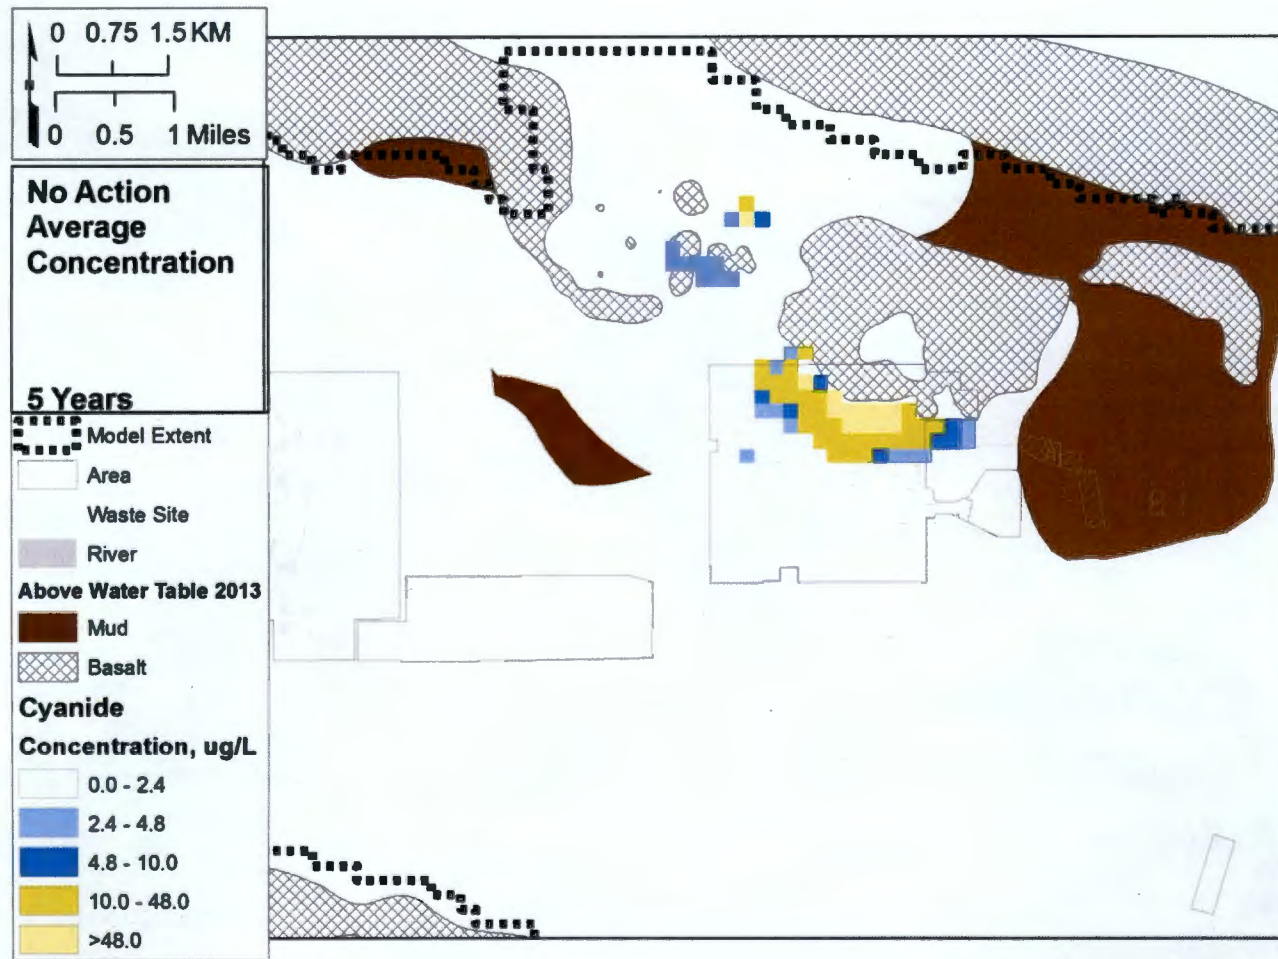 0 0.75 1.5 KM
0 0.5 1 Miles
No Action
Average
Concentration
5 Years
Model Extent
Area
Waste Site
River
Above Water Table 2013
Mud
Basalt
Cyanide
Concentration, ug/L
0.0 - 2.4
2.4 - 4.8
4.8 - 10.0
10.0 - 48.0
>48.0